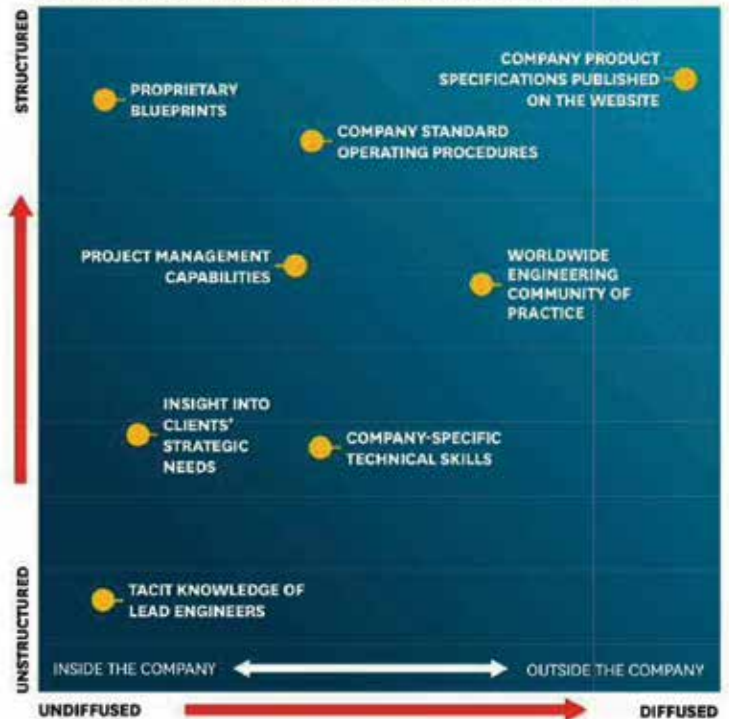 STRUCTURED
COMPANY PRODUCT
SPECIFICATIONS PUBLISHED
ON THE WEBSITE
PROPRIETARY
BLUEPRINTS
COMPANY STANDARD
OPERATING PROCEDURES
PROJECT MANAGEMENT
CAPABILITIES
WORLDWIDE
ENGINEERING
COMMUNITY OF
PRACTICE
INSIGHT INTO
CLIENTS'
STRATEGIC
NEEDS
COMPANY-SPECIFIC
TECHNICAL SKILLS
TACIT KNOWLEDGE OF
LEAD ENGINEERS
UNSTRUCTURED
INSIDE THE COMPANY
OUTSIDE THE COMPANY
UNDIFFUSED
DIFFUSED